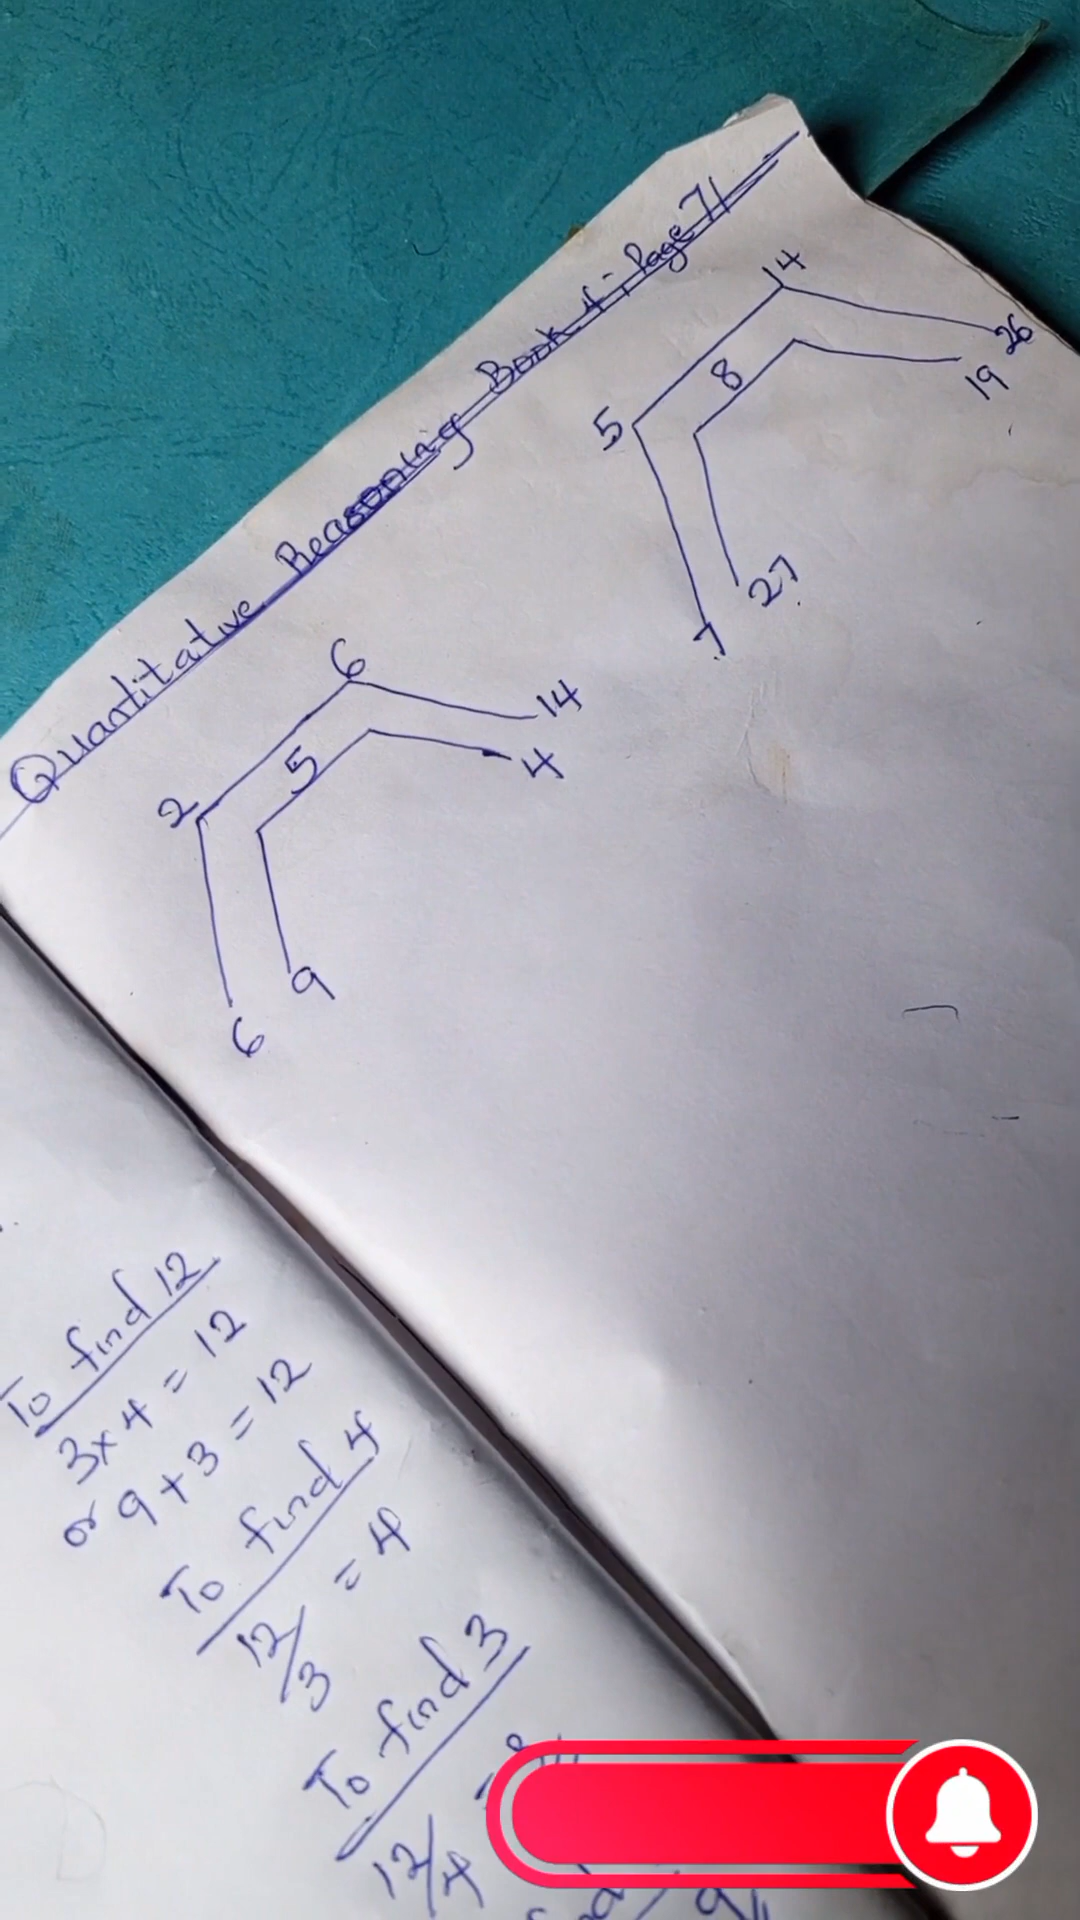 Quantitative Reasoning Book 4; Page 71
6
14
2
5
4
9
6
14
26
5
8
19
27
7
To find 12
3 x 4 = 12
or 9 + 3 = 12
To find 4
12/3 = 4
To find 3
12/4 =